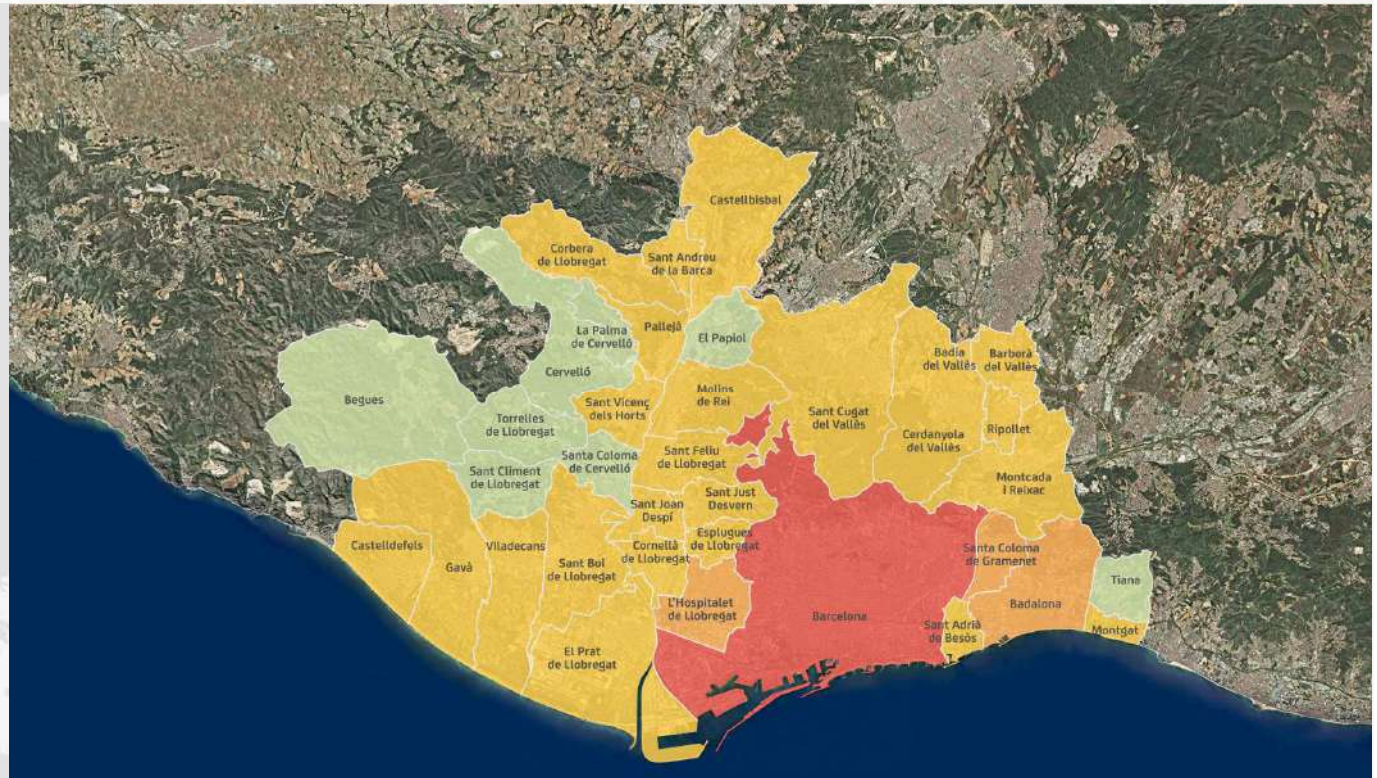 Castellbisbal
Corbera
de Llobregat
Sant Andreu
de la Barca
La Palma
de Cervelló
Pallejà
El Papiol
Badia
del Vallès
Barberà
del Vallès
Cervelló
Begues
Molins
de Rei
Sant Vicenç
dels Horts
Sant Cugat
del Vallès
Torrelles
de Llobregat
Cerdanyola
del Vallès
Ripollet
Sant Feliu
de Llobregat
Santa Coloma
de Cervelló
Sant Climent
de Llobregat
Montcada
i Reixac
Sant Just
Desvern
Sant Joan
Despí
Esplugues
de Llobregat
Castelldefels
Viladecans
Cornellà
de Llobregat
Santa Coloma
de Gramenet
Gavà
Sant Boi
de Llobregat
Tiana
L'Hospitalet
de Llobregat
Badalona
Barcelona
Sant Adrià
de Besòs
Montgat
El Prat
de Llobregat